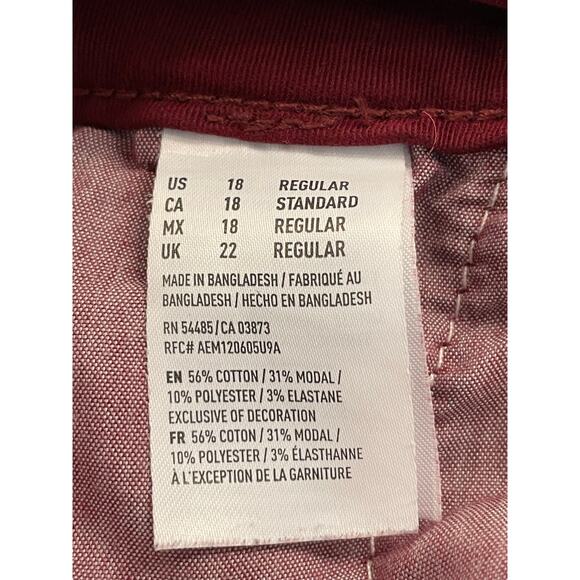 US 18 REGULAR
CA 18 STANDARD
MX 18 REGULAR
UK 22 REGULAR
MADE IN BANGLADESH / FABRIQUÉ AU
BANGLADESH / HECHO EN BANGLADESH
RN 54485 / CA 03873
RFC# AEM120605U9A
EN 56% COTTON / 31% MODAL /
10% POLYESTER / 3% ELASTANE
EXCLUSIVE OF DECORATION
FR 56% COTON / 31% MODAL /
10% POLYESTER / 3% ÉLASTHANNE
À L'EXCEPTION DE LA GARNITURE